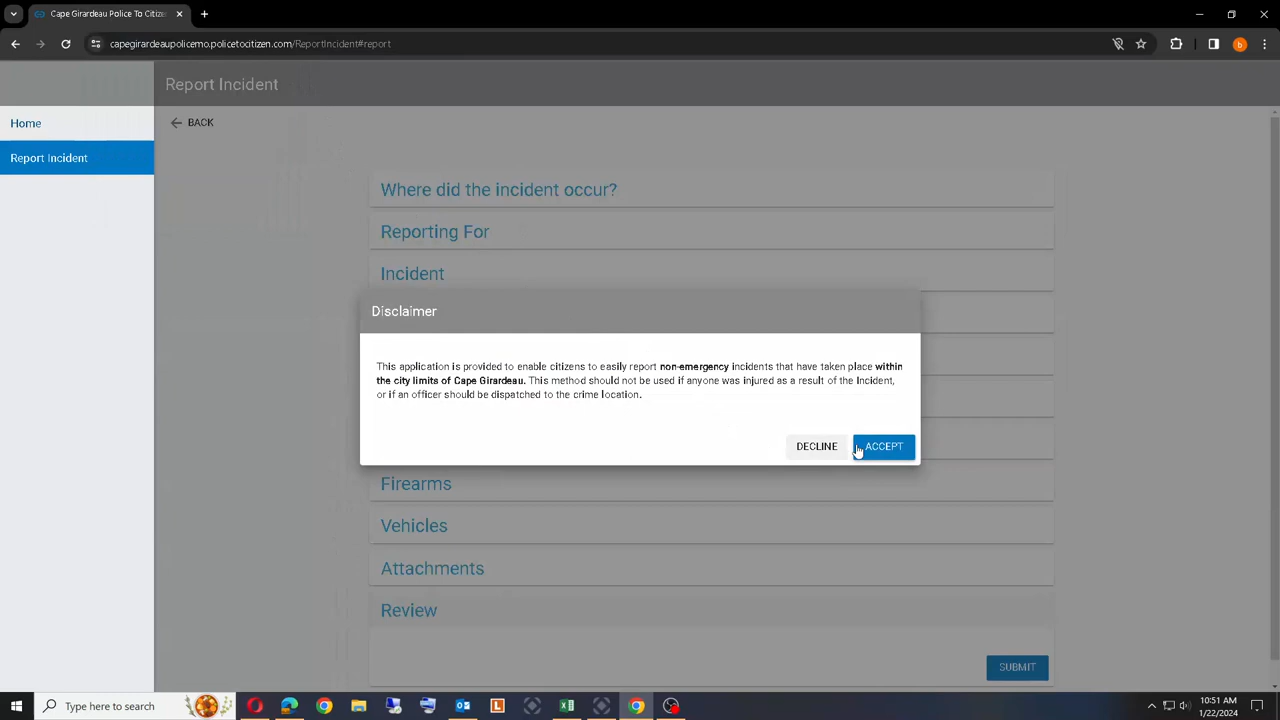 Cape Girardeau Police To Citize
capegirardeaupolicemo.policetocitizen.com/ReportIncident#report
b
Report Incident
Home
BACK
Report Incident
Where did the incident occur?
Reporting For
Incident
Disclaimer
This application is provided to enable citizens to easily report non-emergency incidents that have taken place within
the city limits of Cape Girardeau. This method should not be used if anyone was injured as a result of the Incident,
or if an officer should be dispatched to the crime location.
DECLINE
ACCEPT
Firearms
Vehicles
Attachments
Review
SUBMIT
Type here to search
10:51 AM
1/22/2024